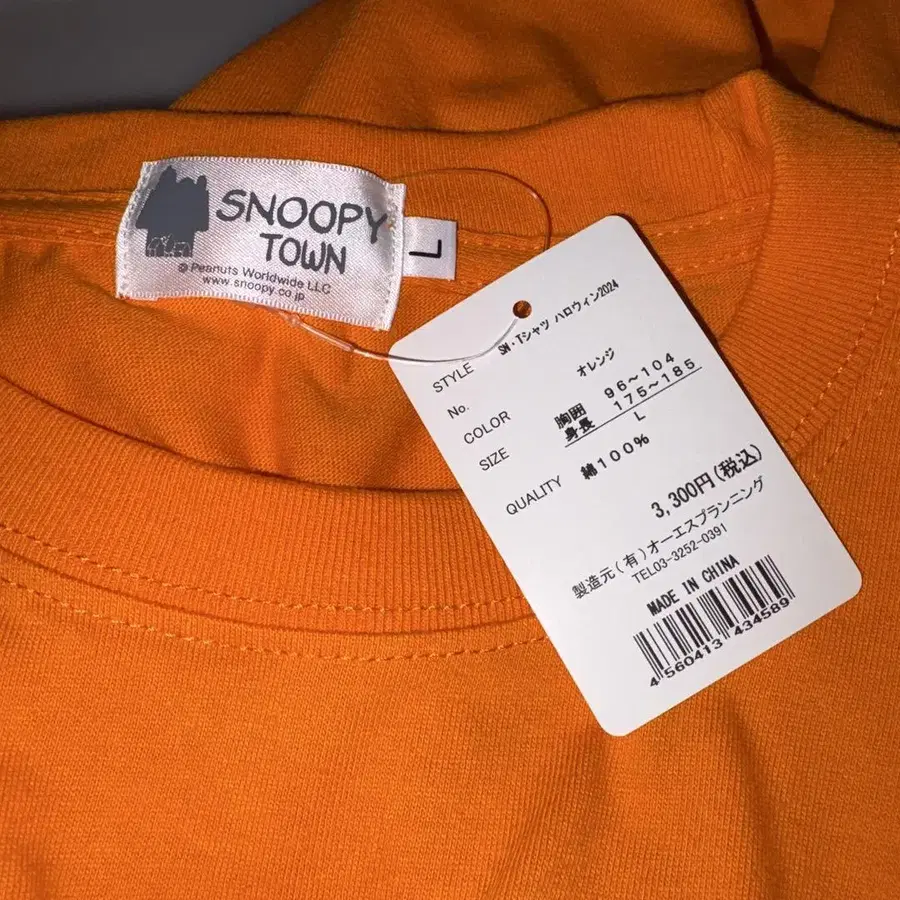 SNOOPY
TOWN
© Peanuts Worldwide LLC
www.snoopy.co.jp
L
STYLE SN・Tシャツ ハロウィン2024
No.
COLOR オレンジ
SIZE 胸囲 96～104
身長 175～185
L
QUALITY 綿100%
3,300円(税込)
製造元(有)オーエスプランニング
TEL03-3252-0391
MADE IN CHINA
4 560413 434589